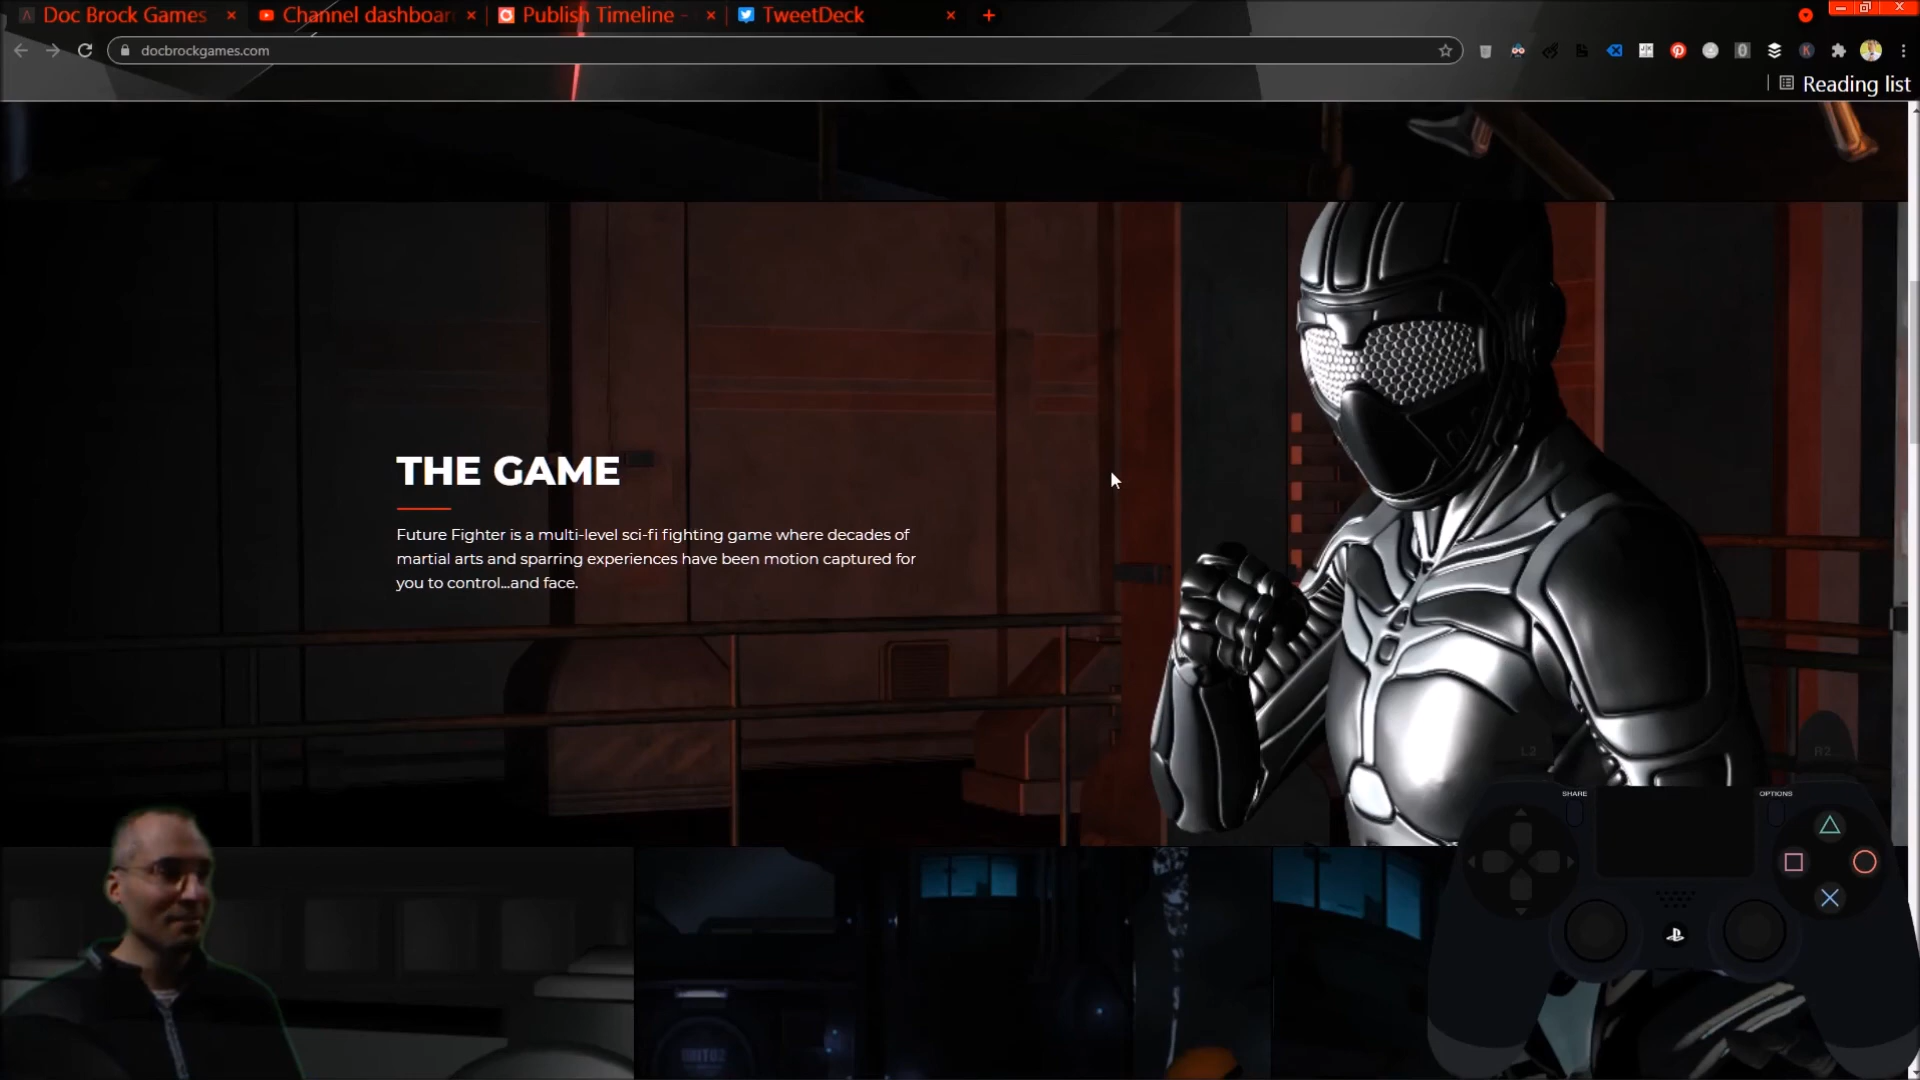 Doc Brock Games
Channel dashboar
Publish Timeline -
TweetDeck
docbrockgames.com
Reading list
THE GAME
Future Fighter is a multi-level sci-fi fighting game where decades of
martial arts and sparring experiences have been motion captured for
you to control...and face.
L2
R2
SHARE
OPTIONS